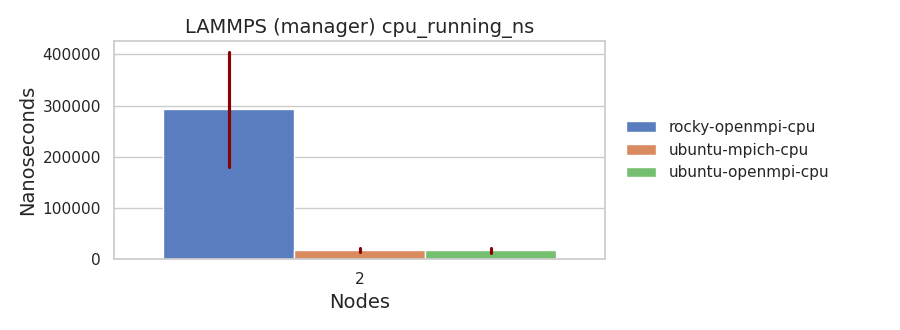 LAMMPS (manager) cpu_running_ns
Nanoseconds
400000
300000
200000
100000
0
2
Nodes
rocky-openmpi-cpu
ubuntu-mpich-cpu
ubuntu-openmpi-cpu